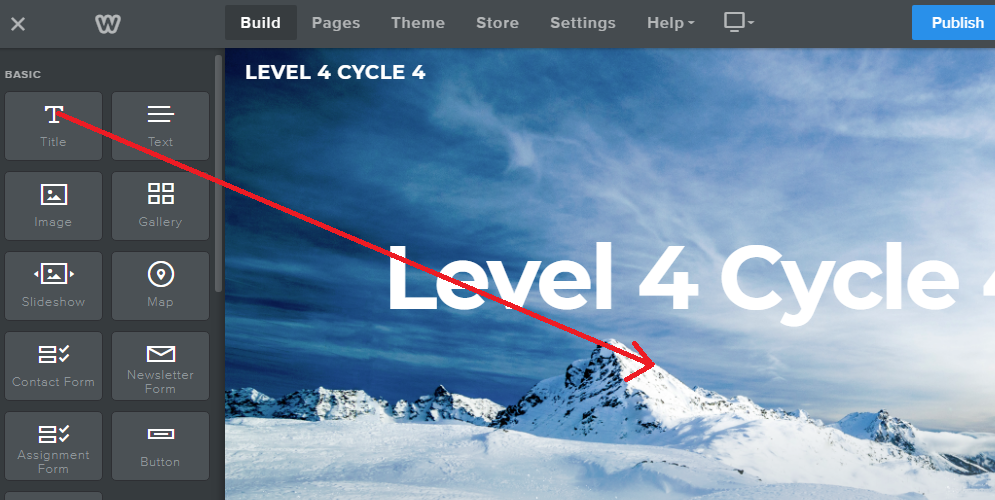 Build Pages Theme Store Settings Help Publish
BASIC
Title Text
Image Gallery
Slideshow Map
Contact Form Newsletter Form
Assignment Form Button
LEVEL 4 CYCLE 4
Level 4 Cycle 4